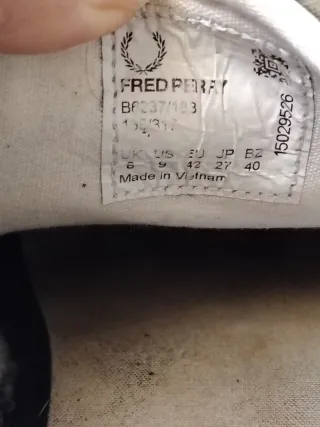 FRED PERRY
UK US EU JP BZ
8 9 42 27 40
Made in Vietnam
15029526